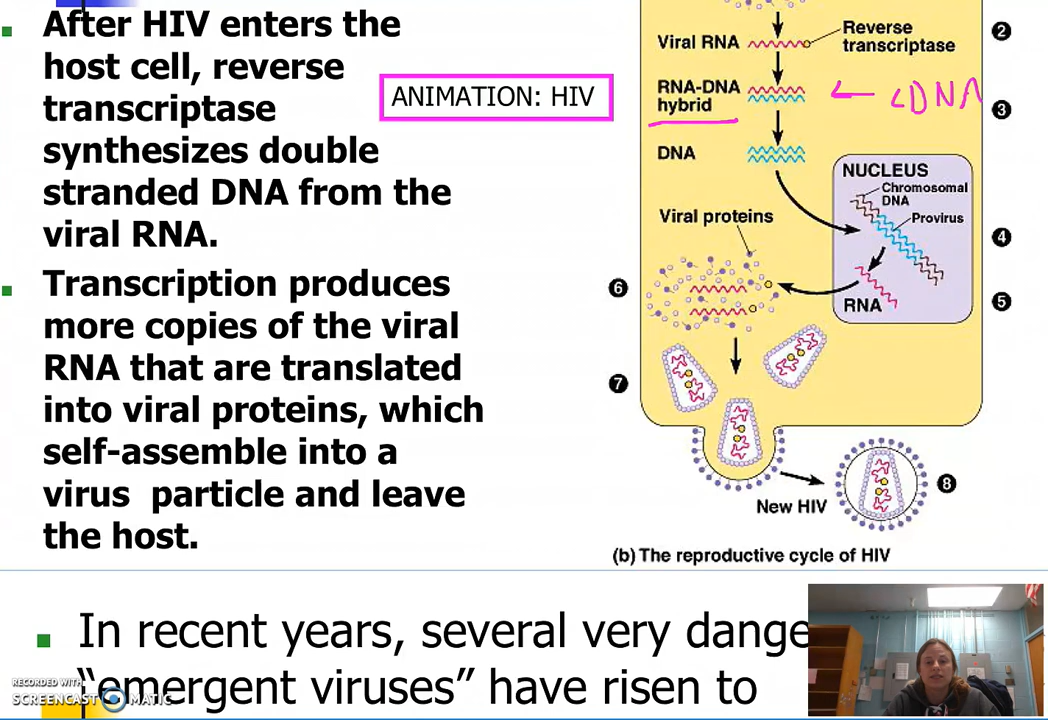 After HIV enters the
host cell, reverse
transcriptase
synthesizes double
stranded DNA from the
viral RNA.
ANIMATION: HIV
Transcription produces
more copies of the viral
RNA that are translated
into viral proteins, which
self-assemble into a
virus particle and leave
the host.
Viral RNA
Reverse
transcriptase
2
RNA-DNA
hybrid
cDNA
3
DNA
NUCLEUS
Chromosomal
DNA
Provirus
4
Viral proteins
RNA
5
6
7
New HIV
8
(b) The reproductive cycle of HIV
In recent years, several very dange
“emergent viruses” have risen to
RECORDED WITH
SCREENCAST MATIC